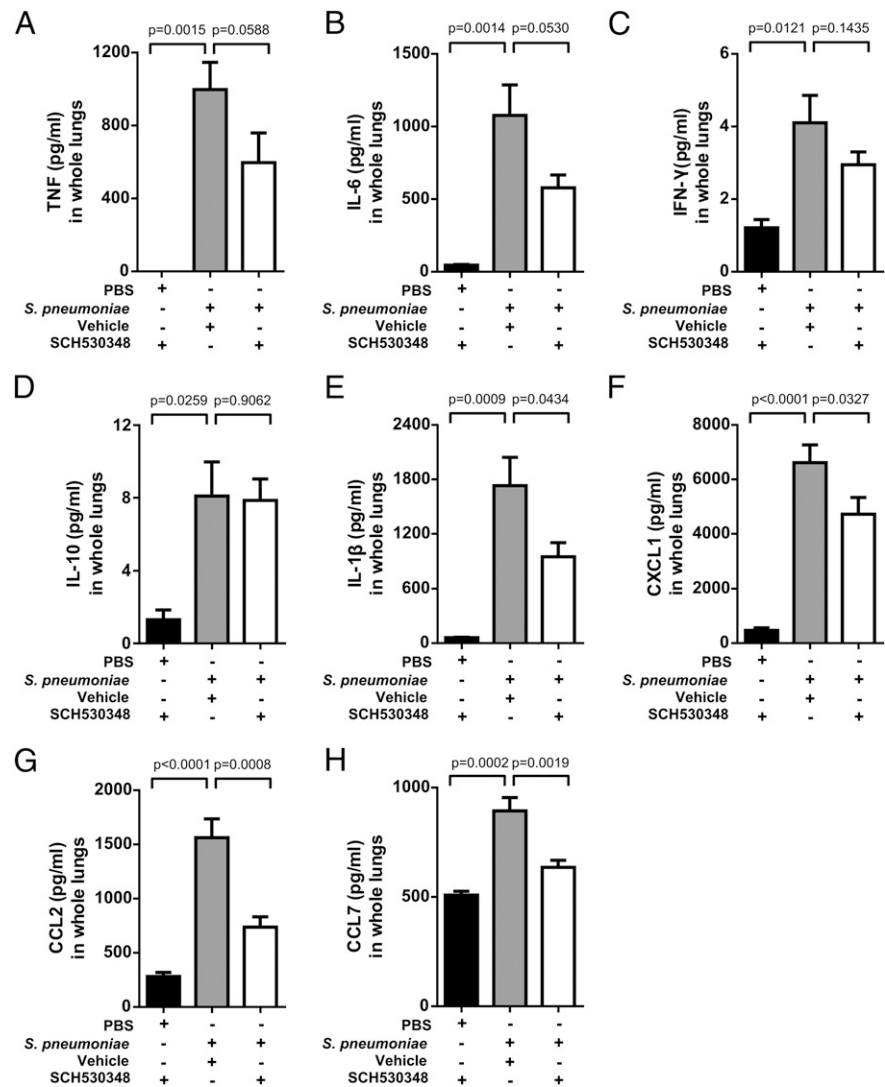 A
p=0.0015 p=0.0588
TNF (pg/ml)
in whole lungs
1200
800
400
0
PBS + - -
S. pneumoniae - + +
Vehicle - + -
SCH530348 + - +
B
p=0.0014 p=0.0530
IL-6 (pg/ml)
in whole lungs
1500
1000
500
0
PBS + - -
S. pneumoniae - + +
Vehicle - + -
SCH530348 + - +
C
p=0.0121 p=0.1435
IFN-Υ(pg/ml)
in whole lungs
6
4
2
0
PBS + - -
S. pneumoniae - + +
Vehicle - + -
SCH530348 + - +
D
p=0.0259 p=0.9062
IL-10 (pg/ml)
in whole lungs
12
8
4
0
PBS + - -
S. pneumoniae - + +
Vehicle - + -
SCH530348 + - +
E
p=0.0009 p=0.0434
IL-1β (pg/ml)
in whole lungs
2400
1800
1200
600
0
PBS + - -
S. pneumoniae - + +
Vehicle - + -
SCH530348 + - +
F
p<0.0001 p=0.0327
CXCL1 (pg/ml)
in whole lungs
8000
6000
4000
2000
0
PBS + - -
S. pneumoniae - + +
Vehicle - + -
SCH530348 + - +
G
p<0.0001 p=0.0008
CCL2 (pg/ml)
in whole lungs
2000
1500
1000
500
0
PBS + - -
S. pneumoniae - + +
Vehicle - + -
SCH530348 + - +
H
p=0.0002 p=0.0019
CCL7 (pg/ml)
in whole lungs
1000
500
0
PBS + - -
S. pneumoniae - + +
Vehicle - + -
SCH530348 + - +